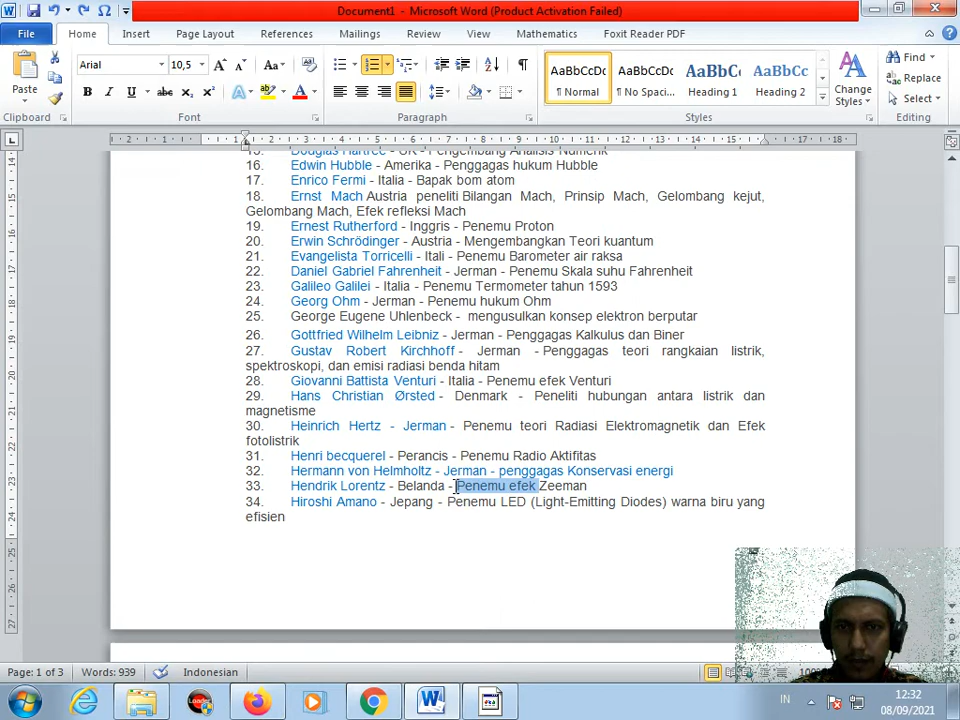 Document1 - Microsoft Word (Product Activation Failed)
File Home Insert Page Layout References Mailings Review View Mathematics Foxit Reader PDF
Paste
Clipboard
Arial 10,5
Font
Paragraph
AaBbCcDc AaBbCcDc AaBbCc AaBbCc
¶ Normal ¶ No Spaci... Heading 1 Heading 2
Change Styles
Styles
Find
Replace
Select
Editing
15. Douglas Hartree - UK - Pengembang Analisis Numerik
16. Edwin Hubble - Amerika - Penggagas hukum Hubble
17. Enrico Fermi - Italia - Bapak bom atom
18. Ernst Mach Austria peneliti Bilangan Mach, Prinsip Mach, Gelombang kejut,
Gelombang Mach, Efek refleksi Mach
19. Ernest Rutherford - Inggris - Penemu Proton
20. Erwin Schrödinger - Austria - Mengembangkan Teori kuantum
21. Evangelista Torricelli - Itali - Penemu Barometer air raksa
22. Daniel Gabriel Fahrenheit - Jerman - Penemu Skala suhu Fahrenheit
23. Galileo Galilei - Italia - Penemu Termometer tahun 1593
24. Georg Ohm - Jerman - Penemu hukum Ohm
25. George Eugene Uhlenbeck - mengusulkan konsep elektron berputar
26. Gottfried Wilhelm Leibniz - Jerman - Penggagas Kalkulus dan Biner
27. Gustav Robert Kirchhoff - Jerman - Penggagas teori rangkaian listrik,
spektroskopi, dan emisi radiasi benda hitam
28. Giovanni Battista Venturi - Italia - Penemu efek Venturi
29. Hans Christian Ørsted - Denmark - Peneliti hubungan antara listrik dan
magnetisme
30. Heinrich Hertz - Jerman - Penemu teori Radiasi Elektromagnetik dan Efek
fotolistrik
31. Henri becquerel - Perancis - Penemu Radio Aktifitas
32. Hermann von Helmholtz - Jerman - penggagas Konservasi energi
33. Hendrik Lorentz - Belanda - Penemu efek Zeeman
34. Hiroshi Amano - Jepang - Penemu LED (Light-Emitting Diodes) warna biru yang
efisien
Page: 1 of 3 Words: 939 Indonesian
IN
12:32
08/09/2021